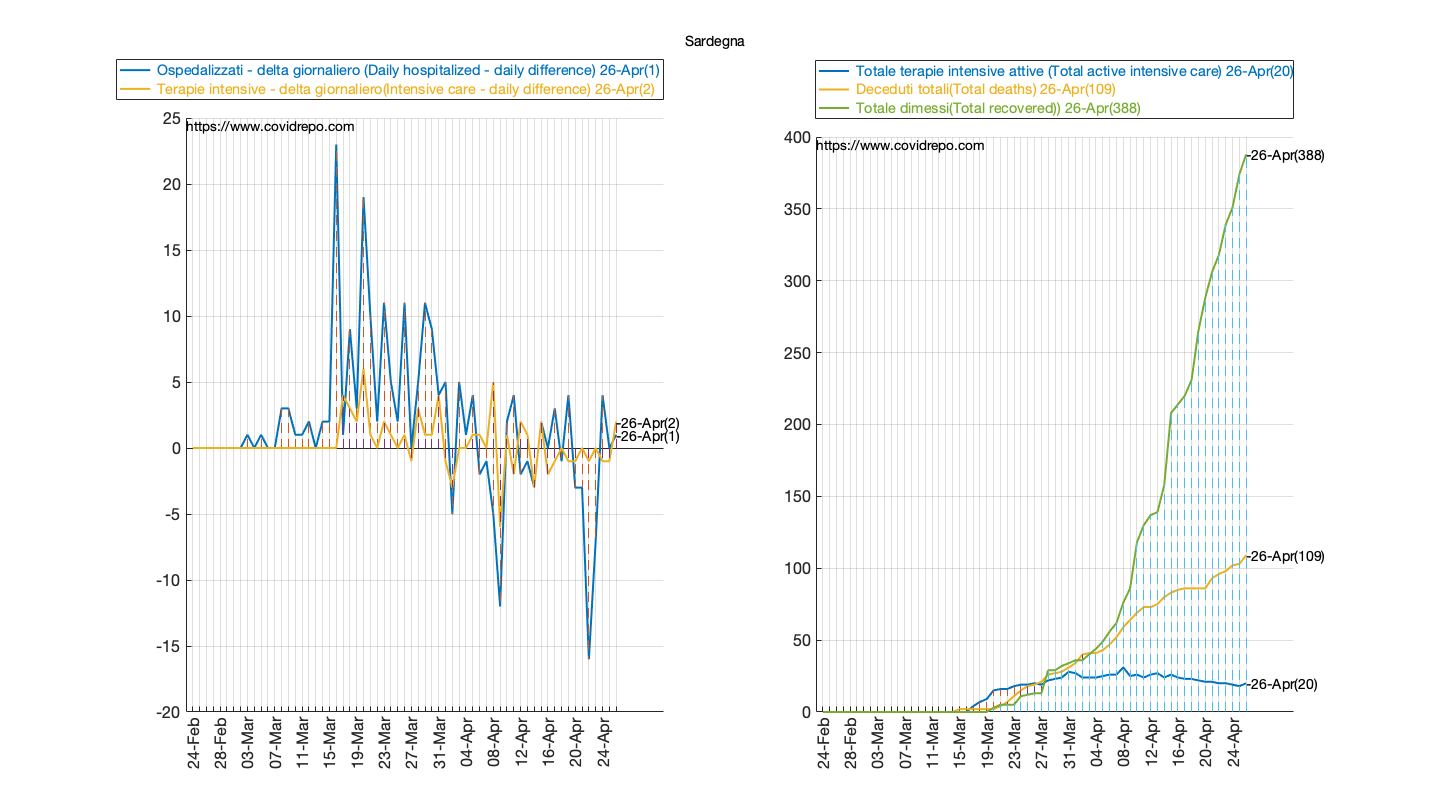 Sardegna
Ospedalizzati - delta giornaliero (Daily hospitalized - daily difference) 26-Apr(1)
Terapie intensive - delta giornaliero(Intensive care - daily difference) 26-Apr(2)
https://www.covidrepo.com
25
20
15
10
5
0
-5
-10
-15
-20
-26-Apr(2)
-26-Apr(1)
24-Feb
28-Feb
03-Mar
07-Mar
11-Mar
15-Mar
19-Mar
23-Mar
27-Mar
31-Mar
04-Apr
08-Apr
12-Apr
16-Apr
20-Apr
24-Apr
Totale terapie intensive attive (Total active intensive care) 26-Apr(20)
Deceduti totali(Total deaths) 26-Apr(109)
Totale dimessi(Total recovered)) 26-Apr(388)
https://www.covidrepo.com
400
350
300
250
200
150
100
50
0
-26-Apr(388)
-26-Apr(109)
-26-Apr(20)
24-Feb
28-Feb
03-Mar
07-Mar
11-Mar
15-Mar
19-Mar
23-Mar
27-Mar
31-Mar
04-Apr
08-Apr
12-Apr
16-Apr
20-Apr
24-Apr